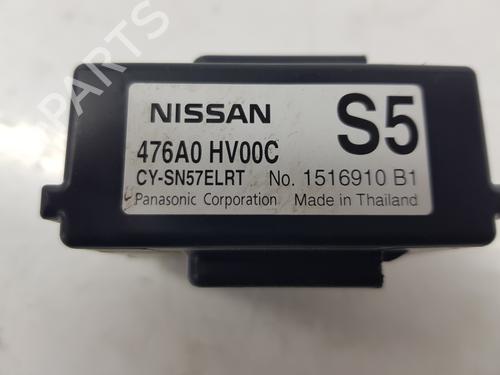 NISSAN S5
476A0 HV00C
CY-SN57ELRT No. 1516910 B1
Panasonic Corporation Made in Thailand
B PARTS